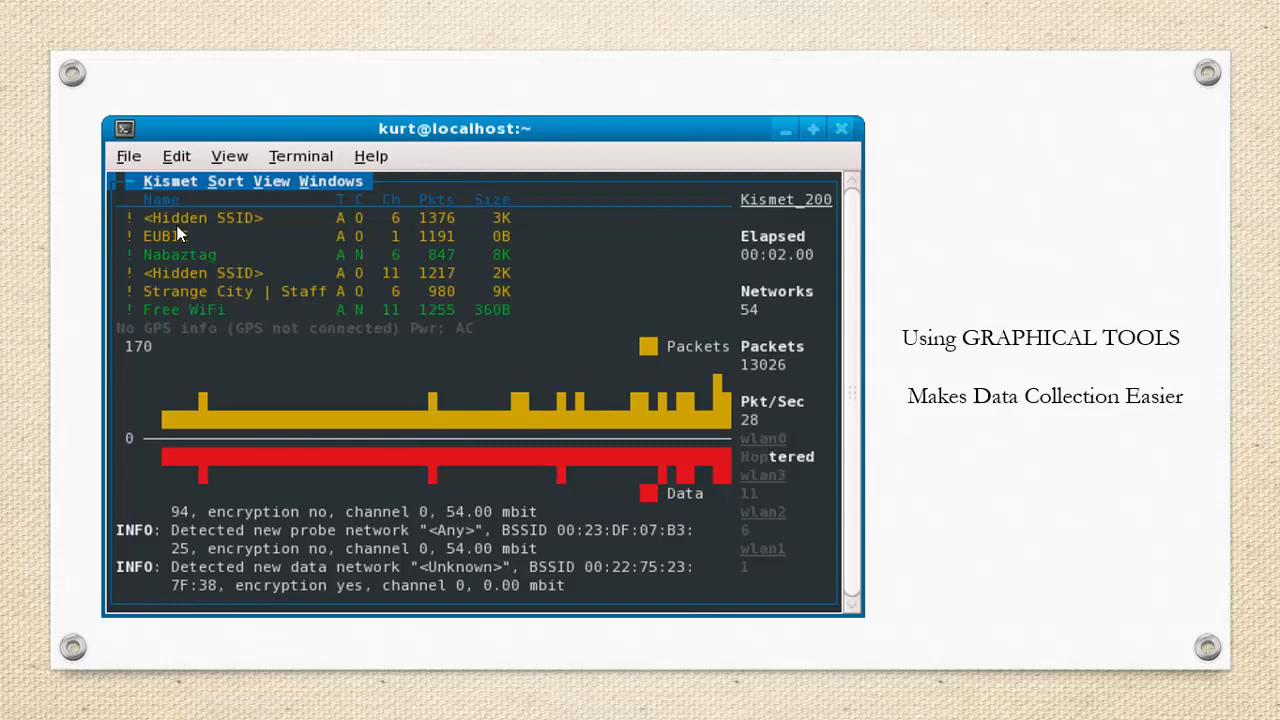 kurt@localhost:~
File Edit View Terminal Help
~ Kismet Sort View Windows
Name T C Ch Pkts Size
! <Hidden SSID> A O 6 1376 3K
! A O 1 1191 0B
! Nabaztag A N 6 847 8K
! <Hidden SSID> A O 11 1217 2K
! Strange City | Staff A O 6 980 9K
! Free WiFi A N 11 1255 360B
No GPS info (GPS not connected) Pwr: AC
170
Packets
0
Data
94, encryption no, channel 0, 54.00 mbit
INFO: Detected new probe network "<Any>", BSSID 00:23:DF:07:B3:
25, encryption no, channel 0, 54.00 mbit
INFO: Detected new data network "<Unknown>", BSSID 00:22:75:23:
7F:38, encryption yes, channel 0, 0.00 mbit
Kismet_200
Elapsed
00:02.00
Networks
54
Packets
13026
Pkt/Sec
28
wlan0
Hoptered
wlan3
11
wlan2
6
wlan1
1
Using GRAPHICAL TOOLS
Makes Data Collection Easier